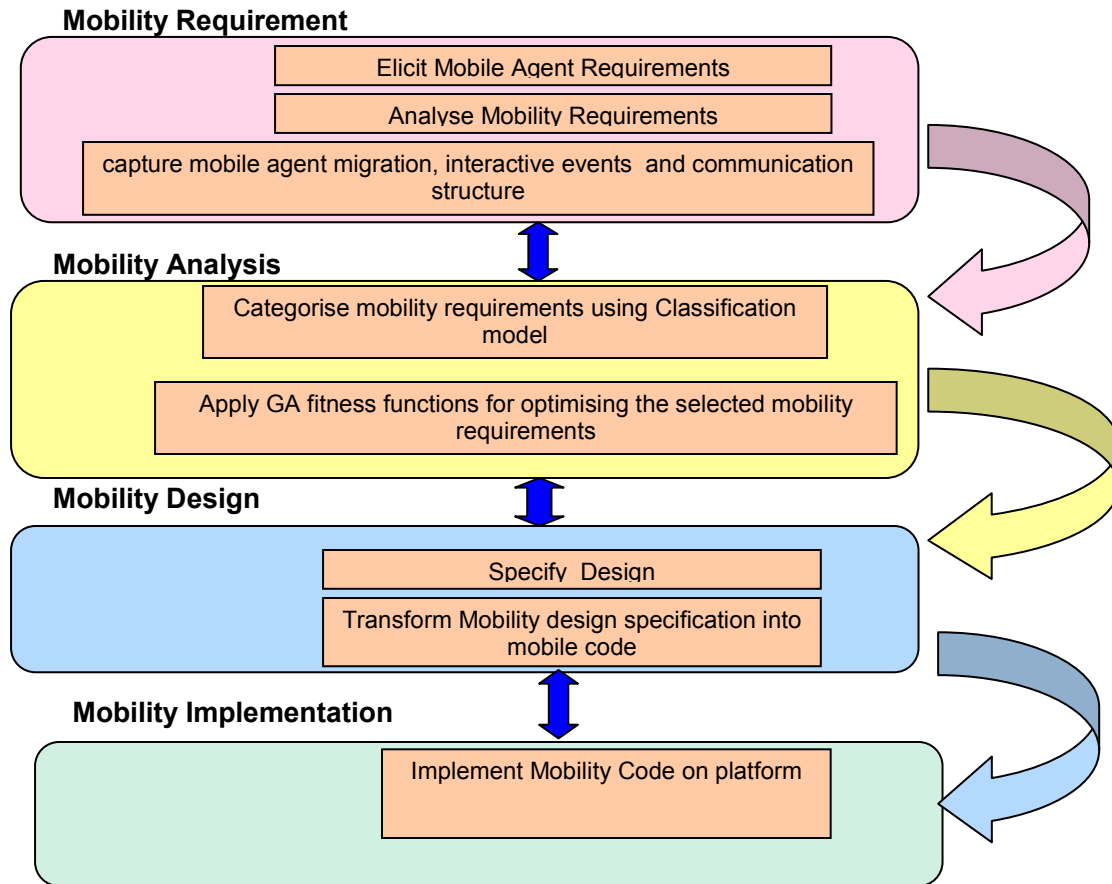 Mobility Requirement
Elicit Mobile Agent Requirements
Analyse Mobility Requirements
capture mobile agent migration, interactive events and communication
structure
Mobility Analysis
Categorise mobility requirements using Classification
model
Apply GA fitness functions for optimising the selected mobility
requirements
Mobility Design
Specify Design
Transform Mobility design specification into
mobile code
Mobility Implementation
Implement Mobility Code on platform